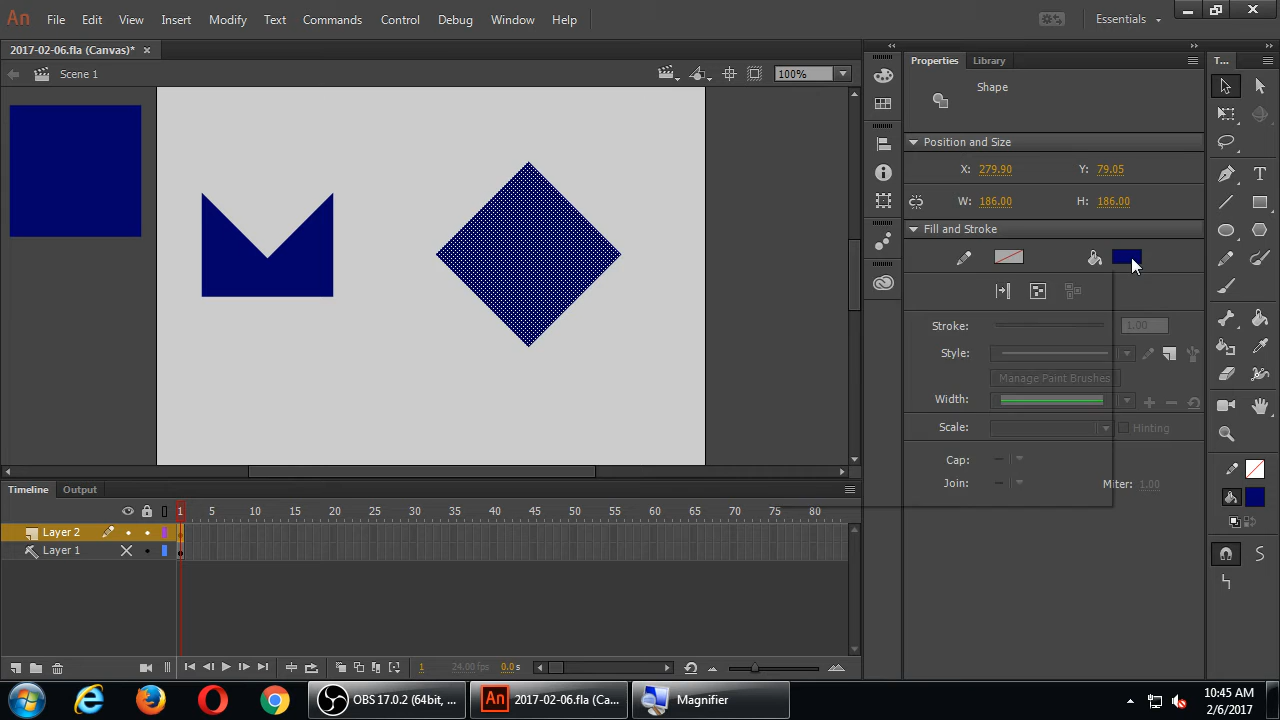 An File Edit View Insert Modify Text Commands Control Debug Window Help Essentials
2017-02-06.fla (Canvas)* ×
Scene 1 100%
Properties Library T...
Shape
Position and Size
X: 279.90 Y: 79.05
W: 186.00 H: 186.00
Fill and Stroke
Stroke: 1.00
Style:
Manage Paint Brushes
Width:
Scale: Hinting
Cap:
Join: Miter: 1.00
Timeline Output
1 5 10 15 20 25 30 35 40 45 50 55 60 65 70 75 80
Layer 2
Layer 1
1 24.00 fps 0.0 s
OBS 17.0.2 (64bit, ... An 2017-02-06.fla (Ca... Magnifier
10:45 AM
2/6/2017